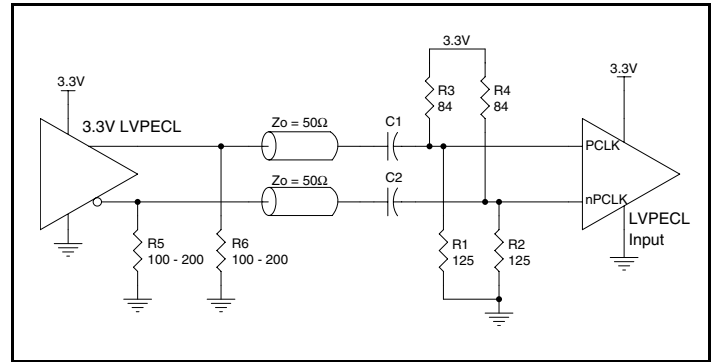 3.3V
3.3V
3.3V
R3
84
R4
84
3.3V LVPECL
Zo = 50Ω
C1
PCLK
Zo = 50Ω
C2
nPCLK
LVPECL
Input
R5
100 - 200
R6
100 - 200
R1
125
R2
125